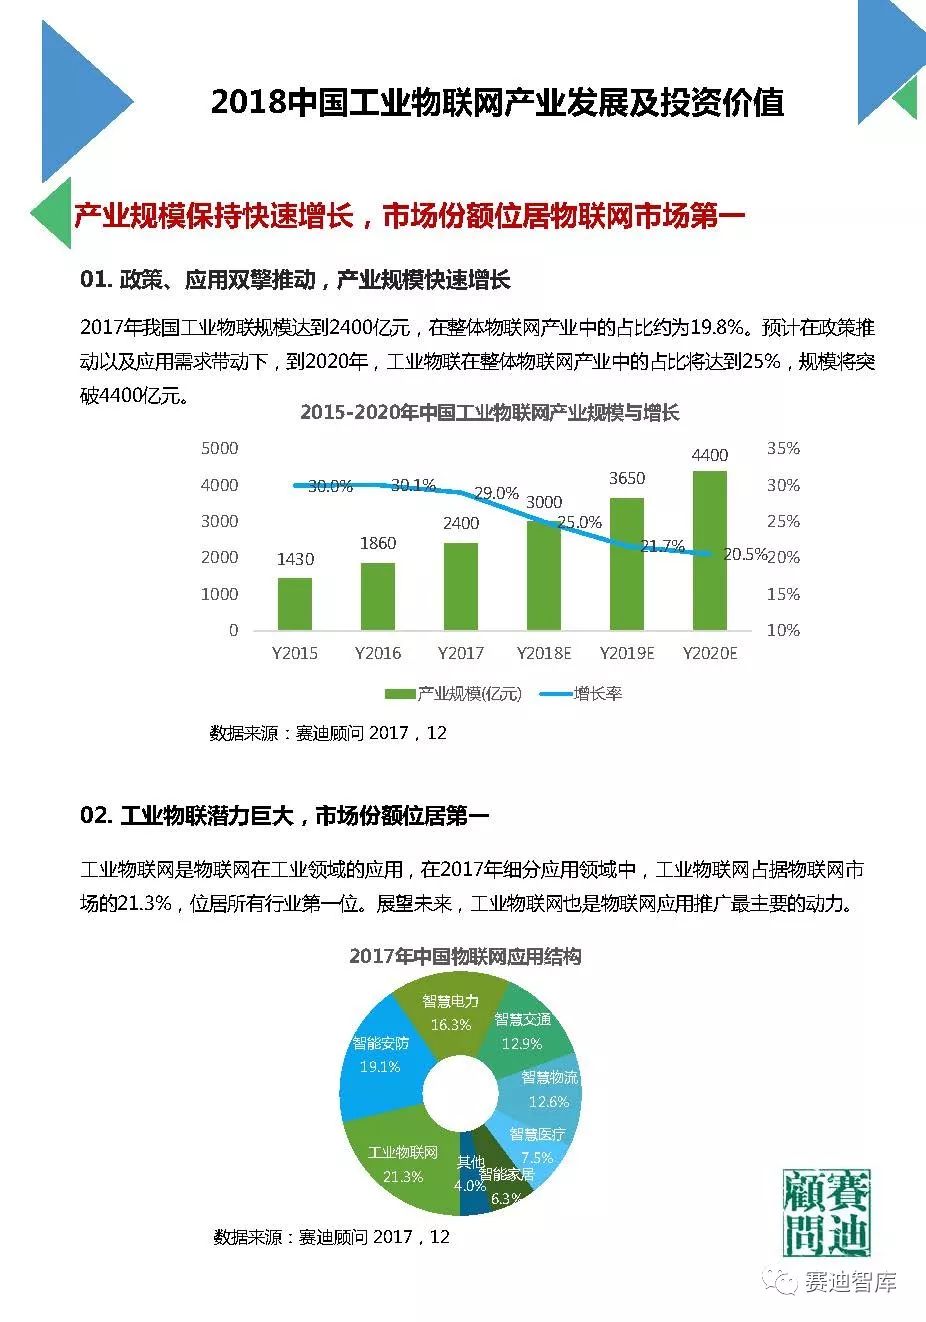 2018中国工业物联网产业发展及投资价值
产业规模保持快速增长，市场份额位居物联网市场第一
01. 政策、应用双擎推动，产业规模快速增长
2017年我国工业物联规模达到2400亿元，在整体物联网产业中的占比约为19.8%。预计在政策推
动以及应用需求带动下，到2020年，工业物联在整体物联网产业中的占比将达到25%，规模将突
破4400亿元。
2015-2020年中国工业物联网产业规模与增长
5000
4000
3000
2000
1000
0
1430
1860
2400
3000
3650
4400
30.0%
30.1%
29.0%
25.0%
21.7%
20.5%
35%
30%
25%
20%
15%
10%
Y2015 Y2016 Y2017 Y2018E Y2019E Y2020E
产业规模(亿元) 增长率
数据来源：赛迪顾问 2017，12
02. 工业物联潜力巨大，市场份额位居第一
工业物联网是物联网在工业领域的应用，在2017年细分应用领域中，工业物联网占据物联网市
场的21.3%，位居所有行业第一位。展望未来，工业物联网也是物联网应用推广最主要的动力。
2017年中国物联网应用结构
智慧电力
16.3%
智慧交通
12.9%
智能安防
19.1%
智慧物流
12.6%
智慧医疗
7.5%
工业物联网
21.3%
其他
4.0%
智能家居
6.3%
数据来源：赛迪顾问 2017，12
賽迪
顧問
赛迪智库